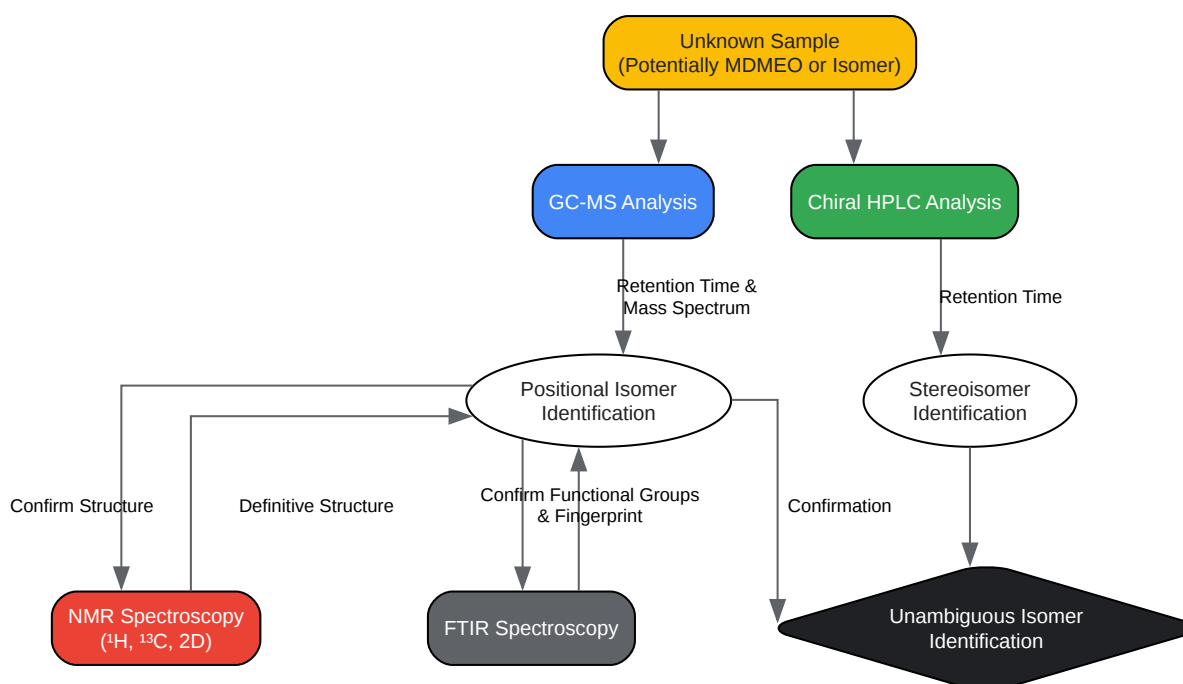 Unknown Sample
(Potentially MDMEO or Isomer)
GC-MS Analysis
Chiral HPLC Analysis
Retention Time &
Mass Spectrum
Retention Time
Positional Isomer
Identification
Stereoisomer
Identification
Confirm Structure
Definitive Structure
Confirm Functional Groups
& Fingerprint
Confirmation
NMR Spectroscopy
(¹H, ¹³C, 2D)
FTIR Spectroscopy
Unambiguous Isomer
Identification